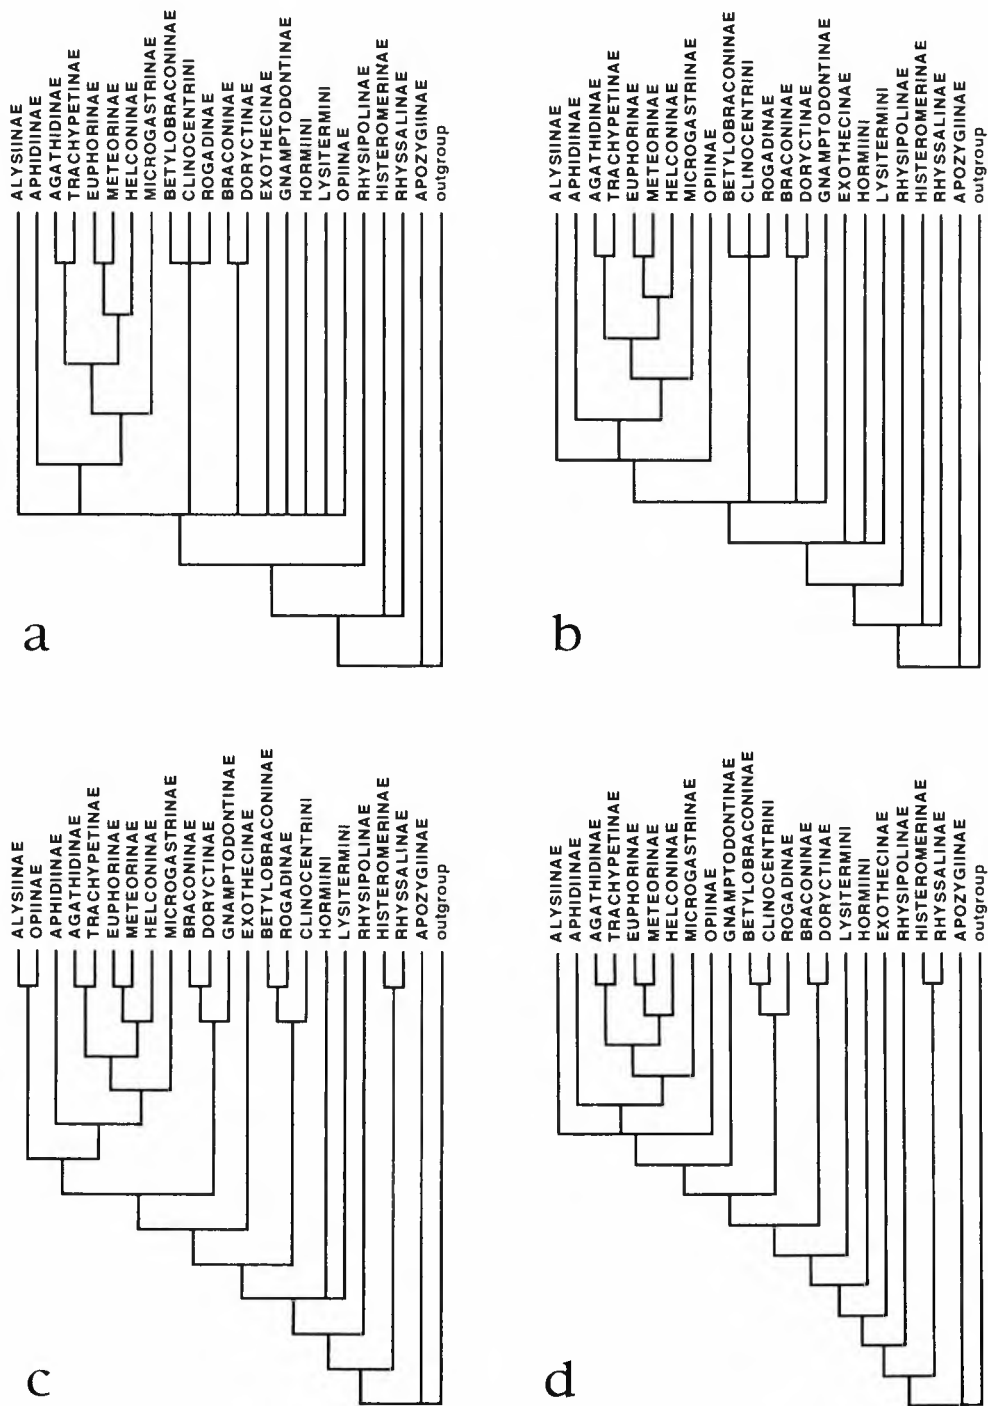 ALYSIINAE
APHIDIINAE
AGATHIDINAE
TRACHYPETINAE
EUPHORINAE
METEORINAE
HELCONINAE
MICROGASTRINAE
BETYLOBRACONINAE
CLINOCENTRINI
ROGADINAE
BRACONINAE
DORYCTINAE
EXOTHECINAE
GNAMPTODONTINAE
HORMIINI
LYSITERMINI
OPIINAE
RHYSIPOLINAE
HISTEROMERINAE
RHYSSALINAE
APOZYGIINAE
outgroup
a
ALYSIINAE
APHIDIINAE
AGATHIDINAE
TRACHYPETINAE
EUPHORINAE
METEORINAE
HELCONINAE
MICROGASTRINAE
OPIINAE
BETYLOBRACONINAE
CLINOCENTRINI
ROGADINAE
BRACONINAE
DORYCTINAE
GNAMPTODONTINAE
EXOTHECINAE
HORMIINI
LYSITERMINI
RHYSIPOLINAE
HISTEROMERINAE
RHYSSALINAE
APOZYGIINAE
outgroup
b
ALYSIINAE
OPIINAE
APHIDIINAE
AGATHIDINAE
TRACHYPETINAE
EUPHORINAE
METEORINAE
HELCONINAE
MICROGASTRINAE
BRACONINAE
DORYCTINAE
GNAMPTODONTINAE
EXOTHECINAE
BETYLOBRACONINAE
ROGADINAE
CLINOCENTRINI
HORMIINI
LYSITERMINI
RHYSIPOLINAE
HISTEROMERINAE
RHYSSALINAE
APOZYGIINAE
outgroup
c
ALYSIINAE
APHIDIINAE
AGATHIDINAE
TRACHYPETINAE
EUPHORINAE
METEORINAE
HELCONINAE
MICROGASTRINAE
OPIINAE
GNAMPTODONTINAE
BETYLOBRACONINAE
CLINOCENTRINI
ROGADINAE
BRACONINAE
DORYCTINAE
LYSITERMINI
HORMIINI
EXOTHECINAE
RHYSIPOLINAE
HISTEROMERINAE
RHYSSALINAE
APOZYGIINAE
outgroup
d